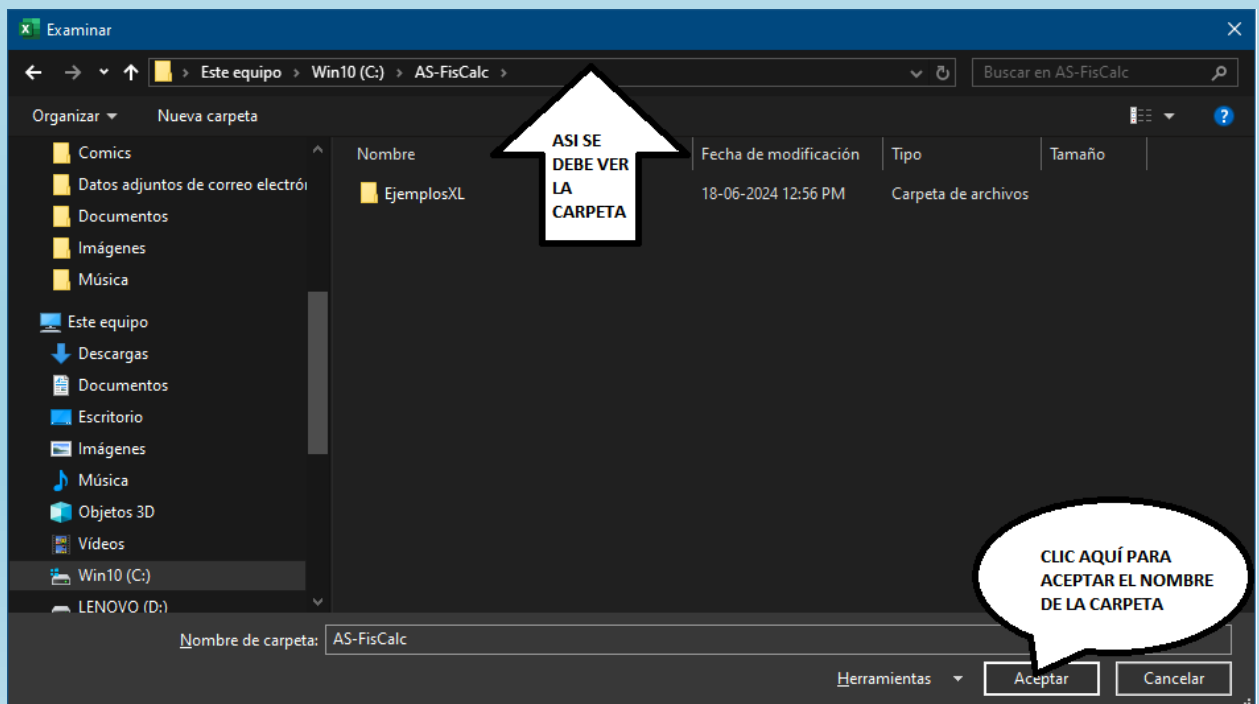 Examinar
Este equipo > Win10 (C:) > AS-FisCalc >
Buscar en AS-FisCalc
Organizar
Nueva carpeta
ASI SE
DEBE VER
LA
CARPETA
Nombre
Fecha de modificación
Tipo
Tamaño
EjemplosXL
18-06-2024 12:56 PM
Carpeta de archivos
Comics
Datos adjuntos de correo electró
Documentos
Imágenes
Música
Este equipo
Descargas
Documentos
Escritorio
Imágenes
Música
Objetos 3D
Vídeos
Win10 (C:)
LENOVO (D:)
CLIC AQUÍ PARA
ACEPTAR EL NOMBRE
DE LA CARPETA
Nombre de carpeta: AS-FisCalc
Herramientas
Aceptar
Cancelar